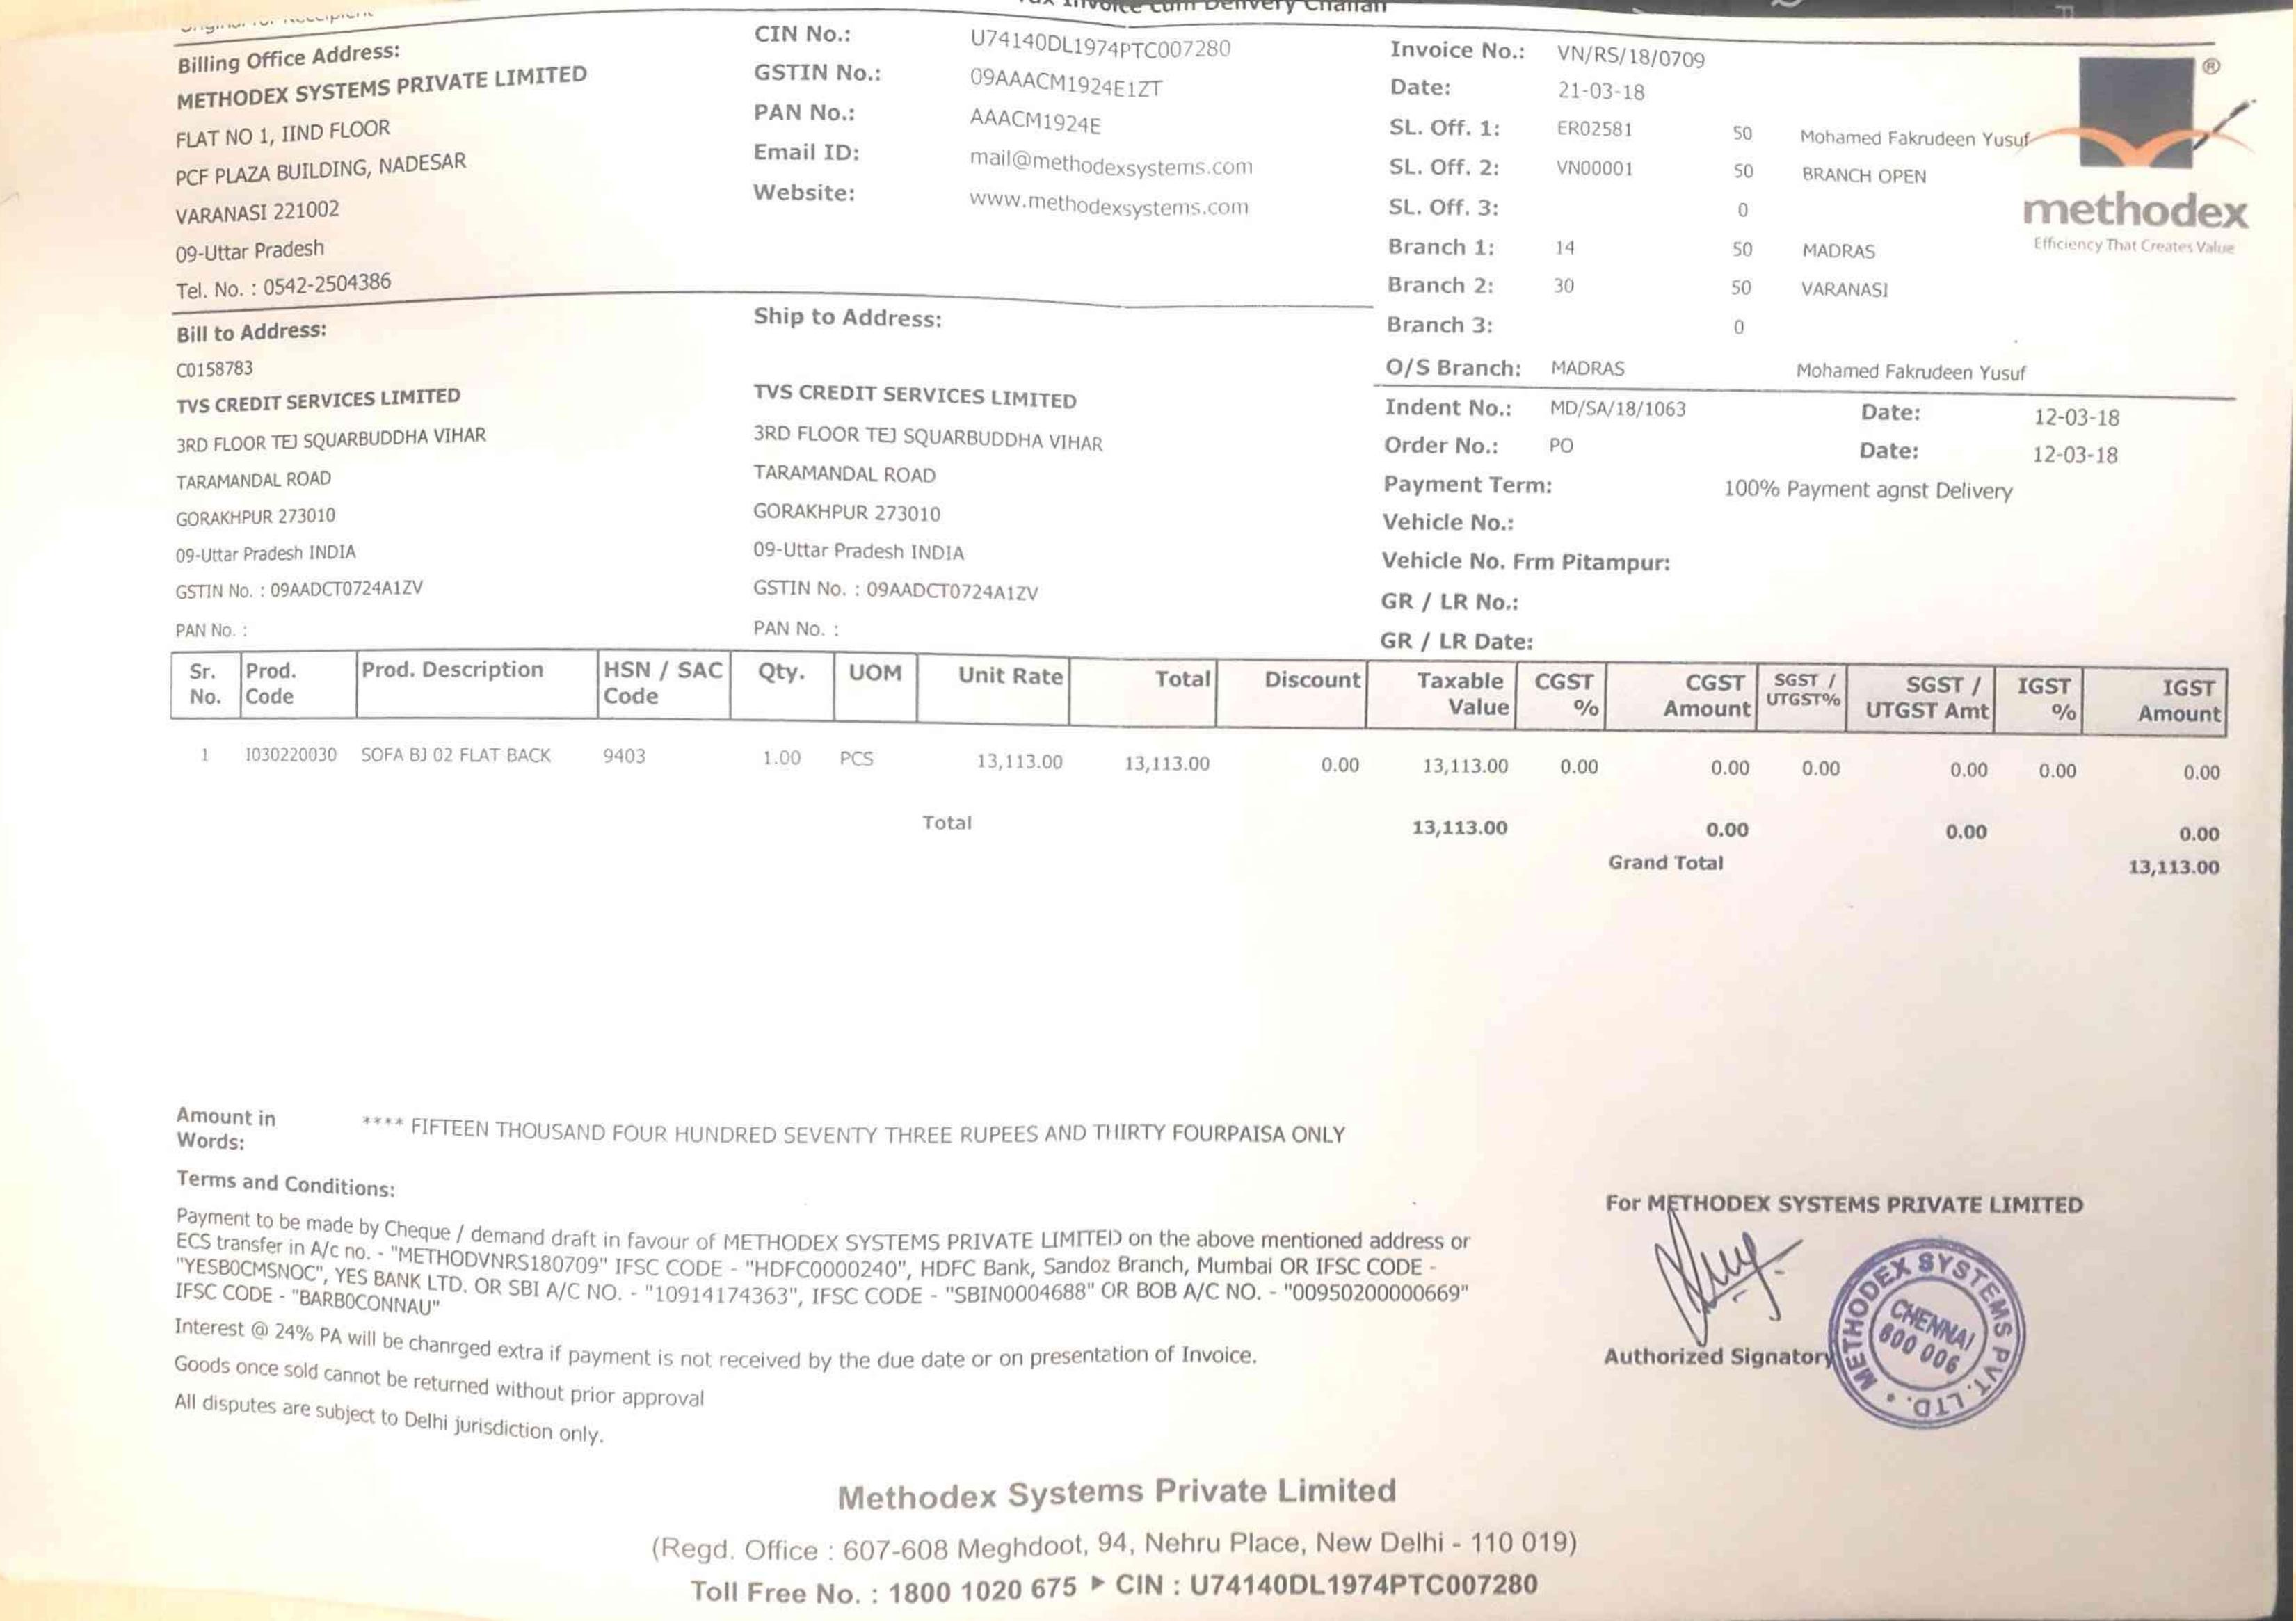 Original for Recipient
Tax Invoice cum Delivery Challan
Billing Office Address:
METHODEX SYSTEMS PRIVATE LIMITED
FLAT NO 1, IIND FLOOR
PCF PLAZA BUILDING, NADESAR
VARANASI 221002
09-Uttar Pradesh
Tel. No. : 0542-2504386
CIN No.: U74140DL1974PTC007280
GSTIN No.: 09AAACM1924E1ZT
PAN No.: AAACM1924E
Email ID: mail@methodexsystems.com
Website: www.methodexsystems.com
Invoice No.: VN/RS/18/0709
Date: 21-03-18
SL. Off. 1: ER02581 50 Mohamed Fakrudeen Yusuf
SL. Off. 2: VN00001 50 BRANCH OPEN
SL. Off. 3: 0
Branch 1: 14 50 MADRAS
Branch 2: 30 50 VARANASI
Branch 3: 0
O/S Branch: MADRAS Mohamed Fakrudeen Yusuf
®
methodex
Efficiency That Creates Value
Bill to Address:
C0158783
TVS CREDIT SERVICES LIMITED
3RD FLOOR TEJ SQUARBUDDHA VIHAR
TARAMANDAL ROAD
GORAKHPUR 273010
09-Uttar Pradesh INDIA
GSTIN No. : 09AADCT0724A1ZV
PAN No. :
Ship to Address:
TVS CREDIT SERVICES LIMITED
3RD FLOOR TEJ SQUARBUDDHA VIHAR
TARAMANDAL ROAD
GORAKHPUR 273010
09-Uttar Pradesh INDIA
GSTIN No. : 09AADCT0724A1ZV
PAN No. :
Indent No.: MD/SA/18/1063 Date: 12-03-18
Order No.: PO Date: 12-03-18
Payment Term: 100% Payment agnst Delivery
Vehicle No.:
Vehicle No. Frm Pitampur:
GR / LR No.:
GR / LR Date:
Sr. No. Prod. Code Prod. Description HSN / SAC Code Qty. UOM Unit Rate Total Discount Taxable Value CGST % CGST Amount SGST / UTGST% SGST / UTGST Amt IGST % IGST Amount
1 I030220030 SOFA BJ 02 FLAT BACK 9403 1.00 PCS 13,113.00 13,113.00 0.00 13,113.00 0.00 0.00 0.00 0.00 0.00 0.00
Total 13,113.00 0.00 0.00 0.00
Grand Total 13,113.00
Amount in Words: **** FIFTEEN THOUSAND FOUR HUNDRED SEVENTY THREE RUPEES AND THIRTY FOURPAISA ONLY
Terms and Conditions:
Payment to be made by Cheque / demand draft in favour of METHODEX SYSTEMS PRIVATE LIMITED on the above mentioned address or
ECS transfer in A/c no. - "METHODVNRS180709" IFSC CODE - "HDFC0000240", HDFC Bank, Sandoz Branch, Mumbai OR IFSC CODE -
"YESB0CMSNOC", YES BANK LTD. OR SBI A/C NO. - "10914174363", IFSC CODE - "SBIN0004688" OR BOB A/C NO. - "00950200000669"
IFSC CODE - "BARB0CONNAU"
Interest @ 24% PA will be chanrged extra if payment is not received by the due date or on presentation of Invoice.
Goods once sold cannot be returned without prior approval
All disputes are subject to Delhi jurisdiction only.
For METHODEX SYSTEMS PRIVATE LIMITED
Authorized Signatory
METHODEX SYSTEMS PVT. LTD.
CHENNAI
600 006
Methodex Systems Private Limited
(Regd. Office : 607-608 Meghdoot, 94, Nehru Place, New Delhi - 110 019)
Toll Free No. : 1800 1020 675 ▶ CIN : U74140DL1974PTC007280